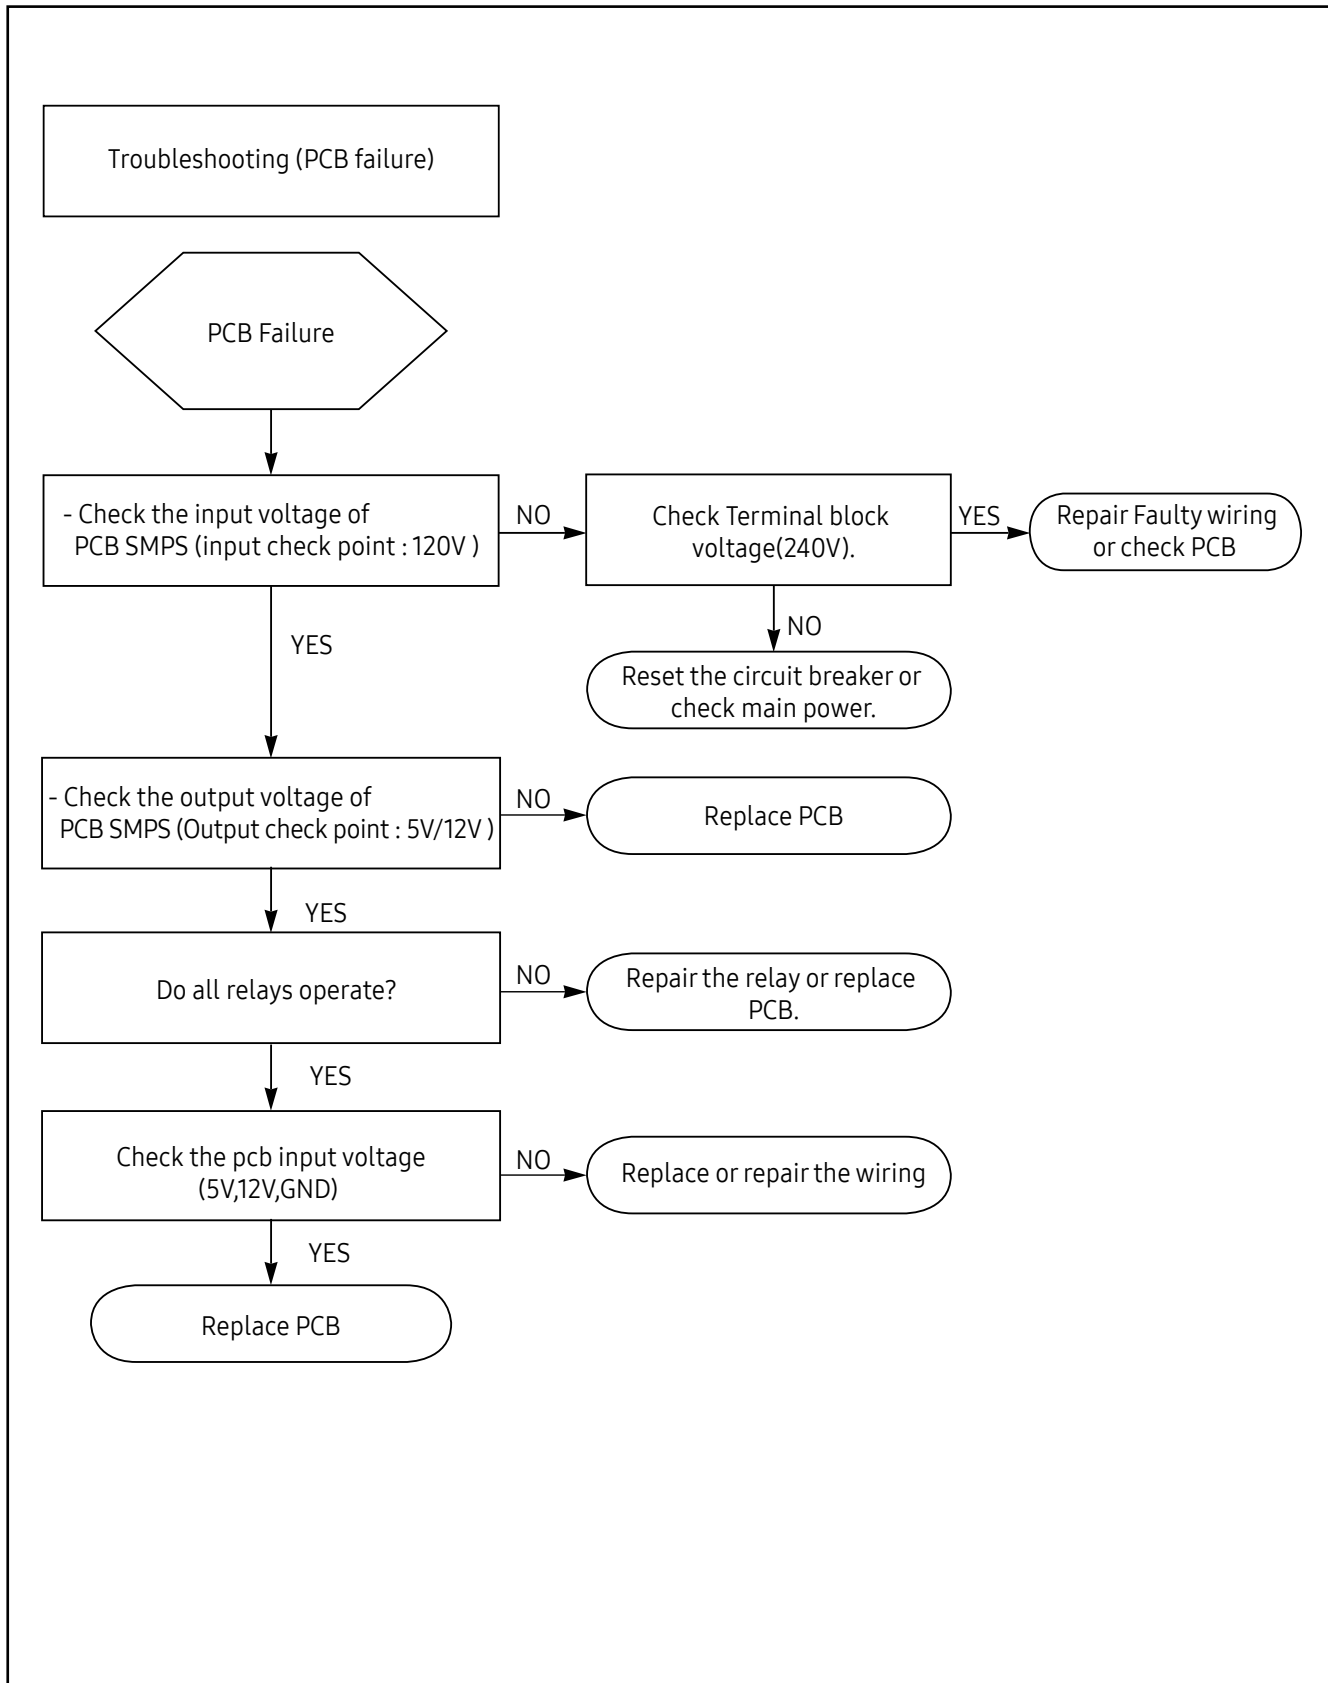 Troubleshooting (PCB failure)
PCB Failure
- Check the input voltage of
PCB SMPS (input check point : 120V )
NO
Check Terminal block
voltage(240V).
YES
Repair Faulty wiring
or check PCB
NO
Reset the circuit breaker or
check main power.
YES
- Check the output voltage of
PCB SMPS (Output check point : 5V/12V )
NO
Replace PCB
YES
Do all relays operate?
NO
Repair the relay or replace
PCB.
YES
Check the pcb input voltage
(5V,12V,GND)
NO
Replace or repair the wiring
YES
Replace PCB